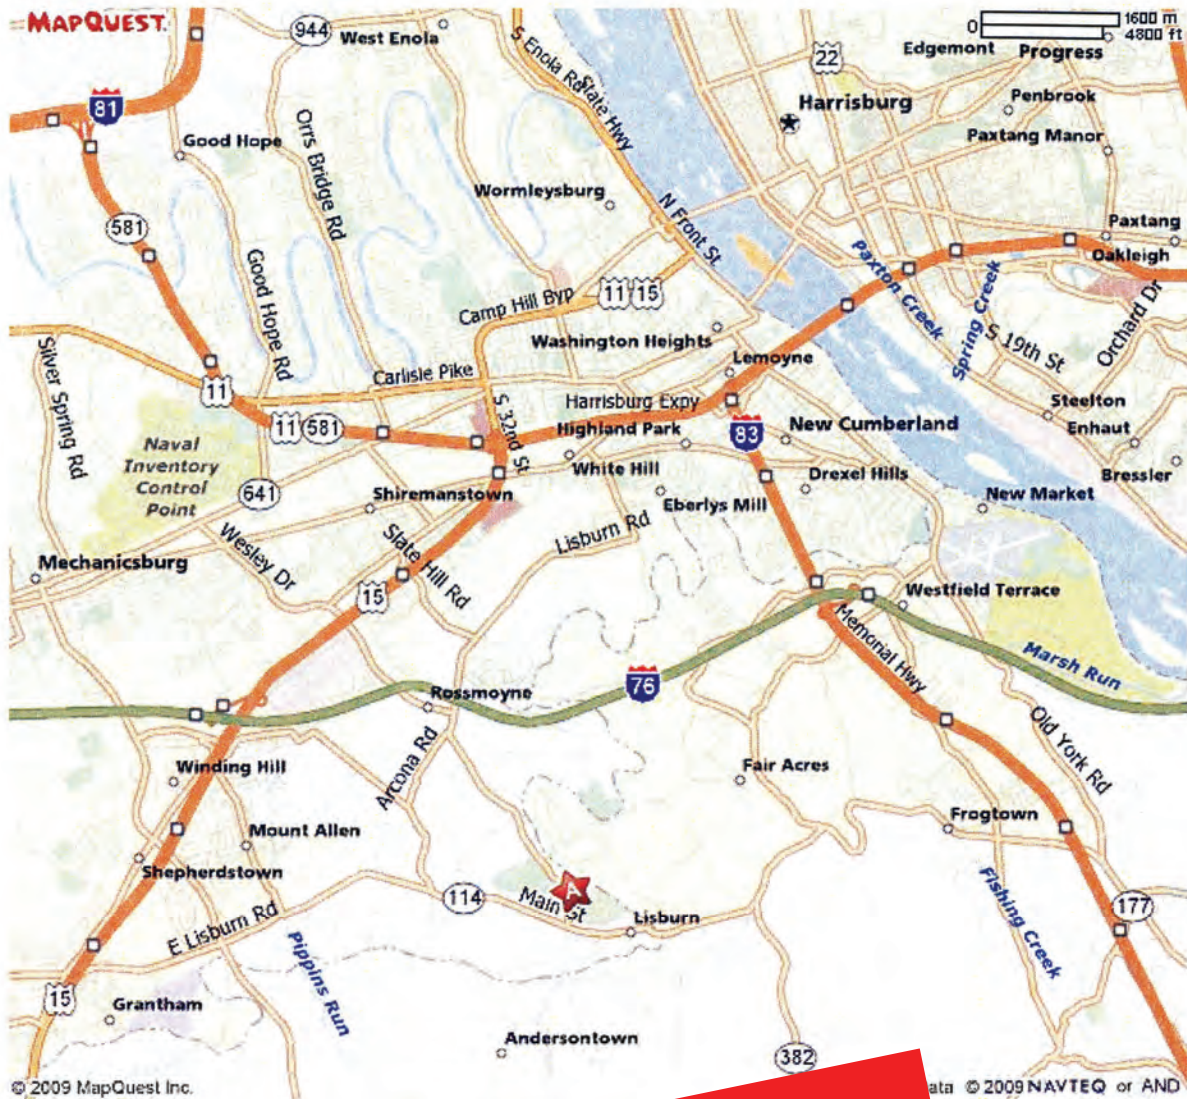 MAPQUEST.
0
1600 m
4800 ft
944
West Enola
S Enola Rd
State Hwy
22
Edgemont
Progress
81
Harrisburg
Penbrook
Good Hope
Orrs Bridge Rd
Paxtang Manor
Wormleysburg
N Front St
581
Paxtang
Oakleigh
Good Hope Rd
Paxton Creek
Spring Creek
Orchard Dr
Camp Hill Byp
11
15
Washington Heights
S 19th St
Silver Spring Rd
Carlisle Pike
Lemoyne
11
S 32nd St
Harrisburg Expy
Steelton
11
581
Highland Park
83
New Cumberland
Enhaut
Naval
Inventory
Control
Point
White Hill
Drexel Hills
Bressler
641
Shiremanstown
Eberlys Mill
New Market
Wesley Dr
Slate Hill Rd
Lisburn Rd
Mechanicsburg
15
Westfield Terrace
Memorial Hwy
Marsh Run
76
Rossmoyne
Old York Rd
Arcona Rd
Winding Hill
Fair Acres
Mount Allen
Frogtown
Shepherdstown
A
114
Main St
Lisburn
Fishing Creek
177
E Lisburn Rd
Pippins Run
15
Grantham
Andersontown
382
© 2009 MapQuest Inc.
ata © 2009 NAVTEQ or AND